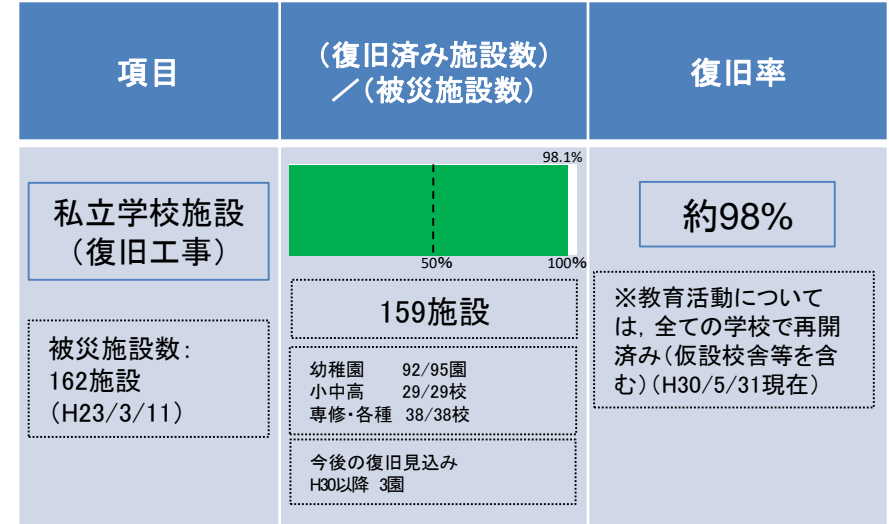 項目
（復旧済み施設数）
／（被災施設数）
復旧率
私立学校施設
（復旧工事）
被災施設数：
162施設
（H23/3/11）
98.1%
50%
100%
159施設
幼稚園　　92/95園
小中高　　29/29校
専修・各種　38/38校
今後の復旧見込み
H30以降　3園
約98%
※教育活動について
は，全ての学校で再開
済み（仮設校舎等を含
む）（H30/5/31現在）